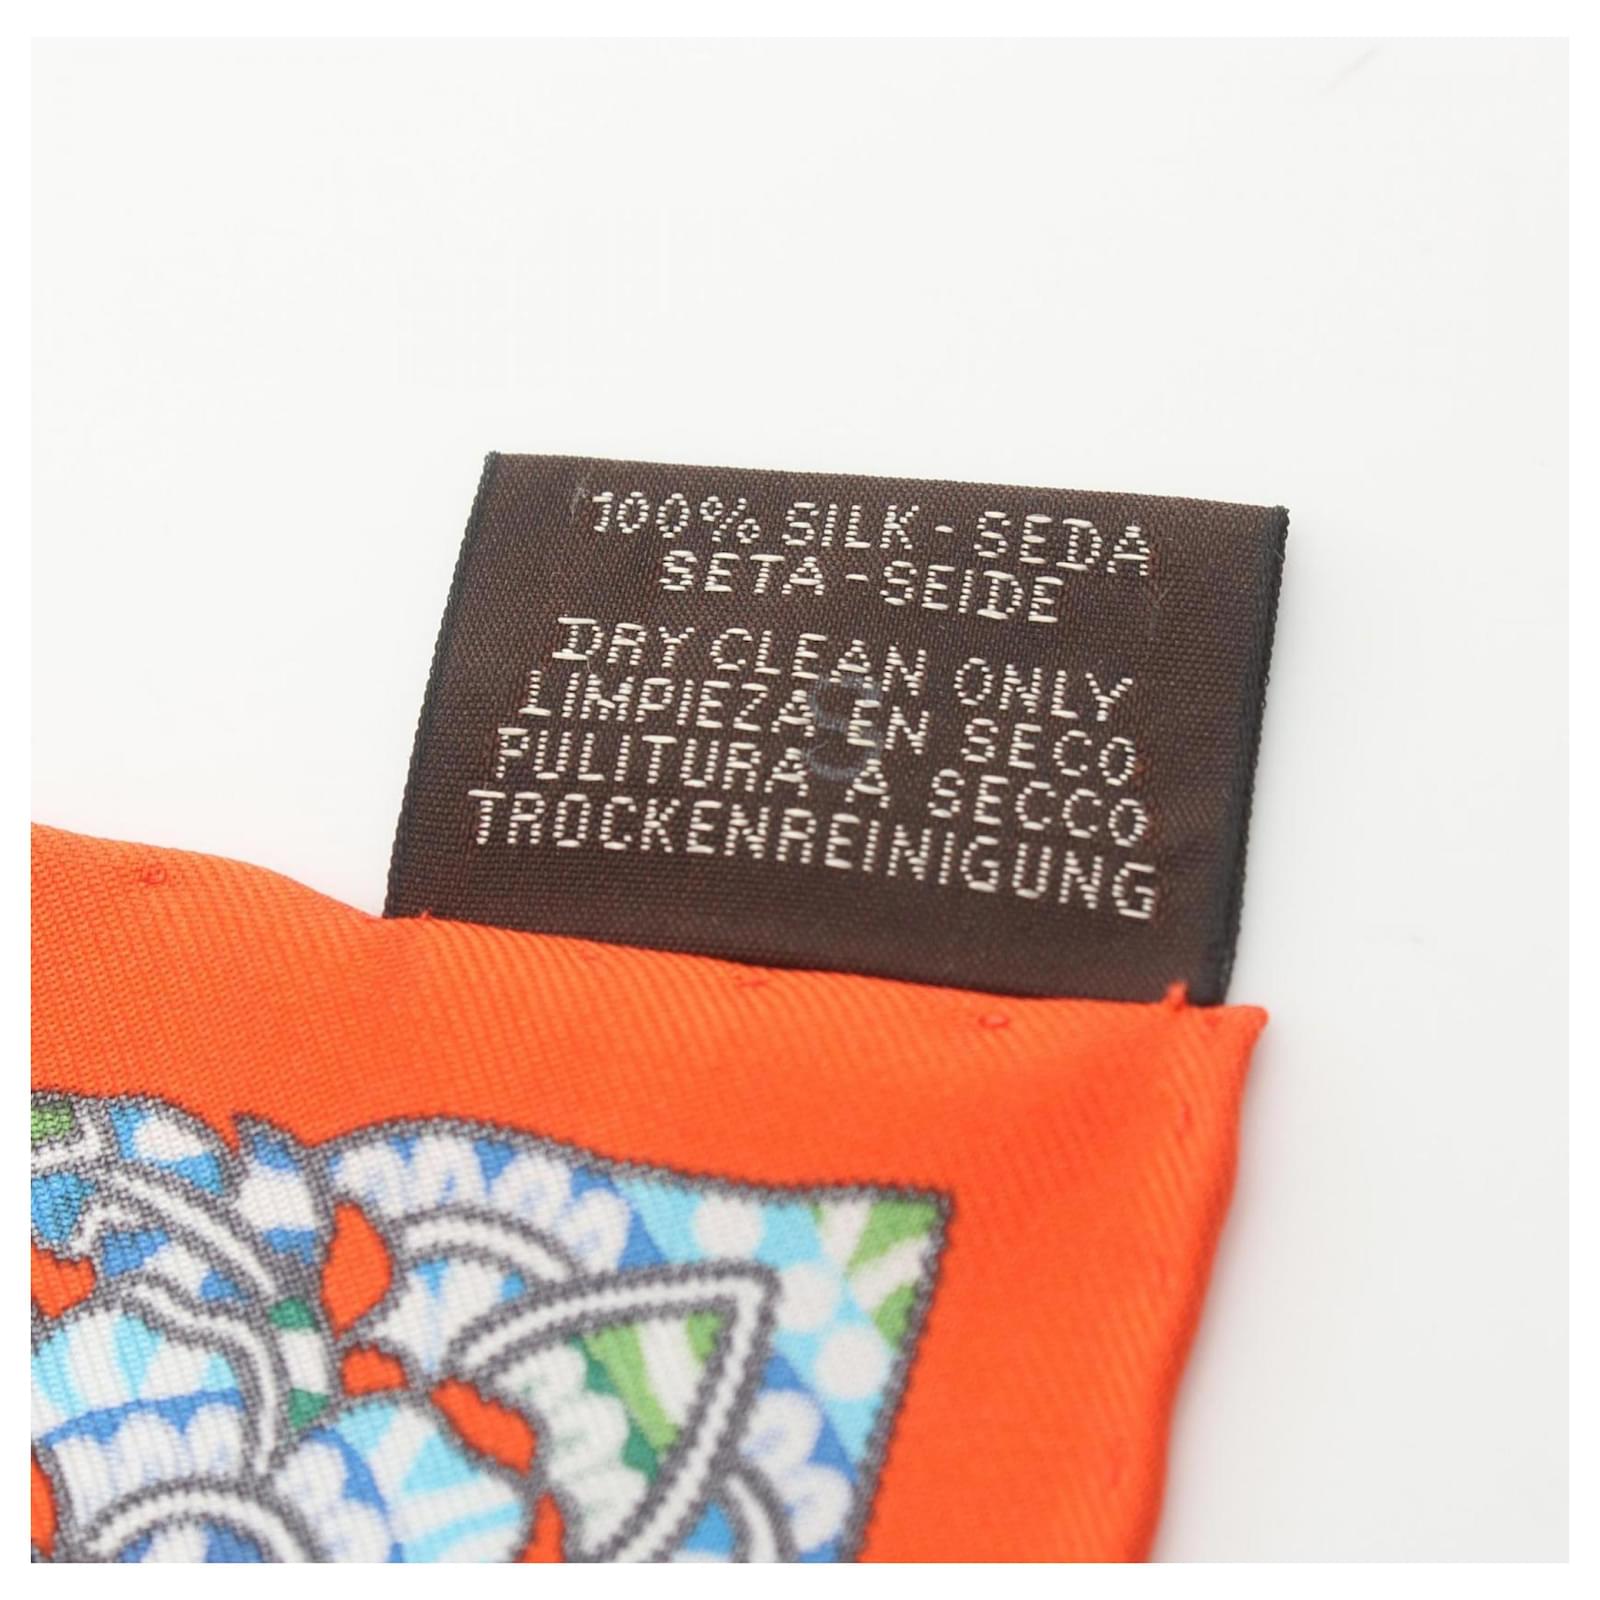 100% SILK - SEDA
SETA - SEIDE
DRY CLEAN ONLY
LIMPIEZA EN SECO
PULITURA A SECCO
TROCKENREINIGUNG